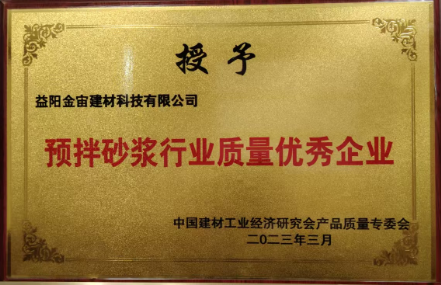 授予
益阳金宙建材科技有限公司
预拌砂浆行业质量优秀企业
中国建材工业经济研究会产品质量专委会
二〇二三年三月